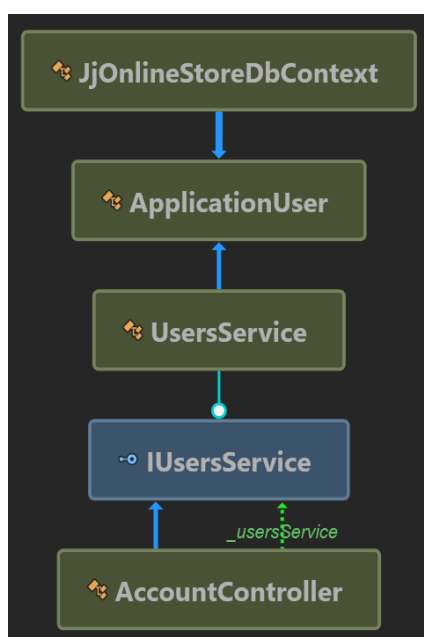 JjOnlineStoreDbContext
ApplicationUser
UsersService
IUsersService
_usersService
AccountController